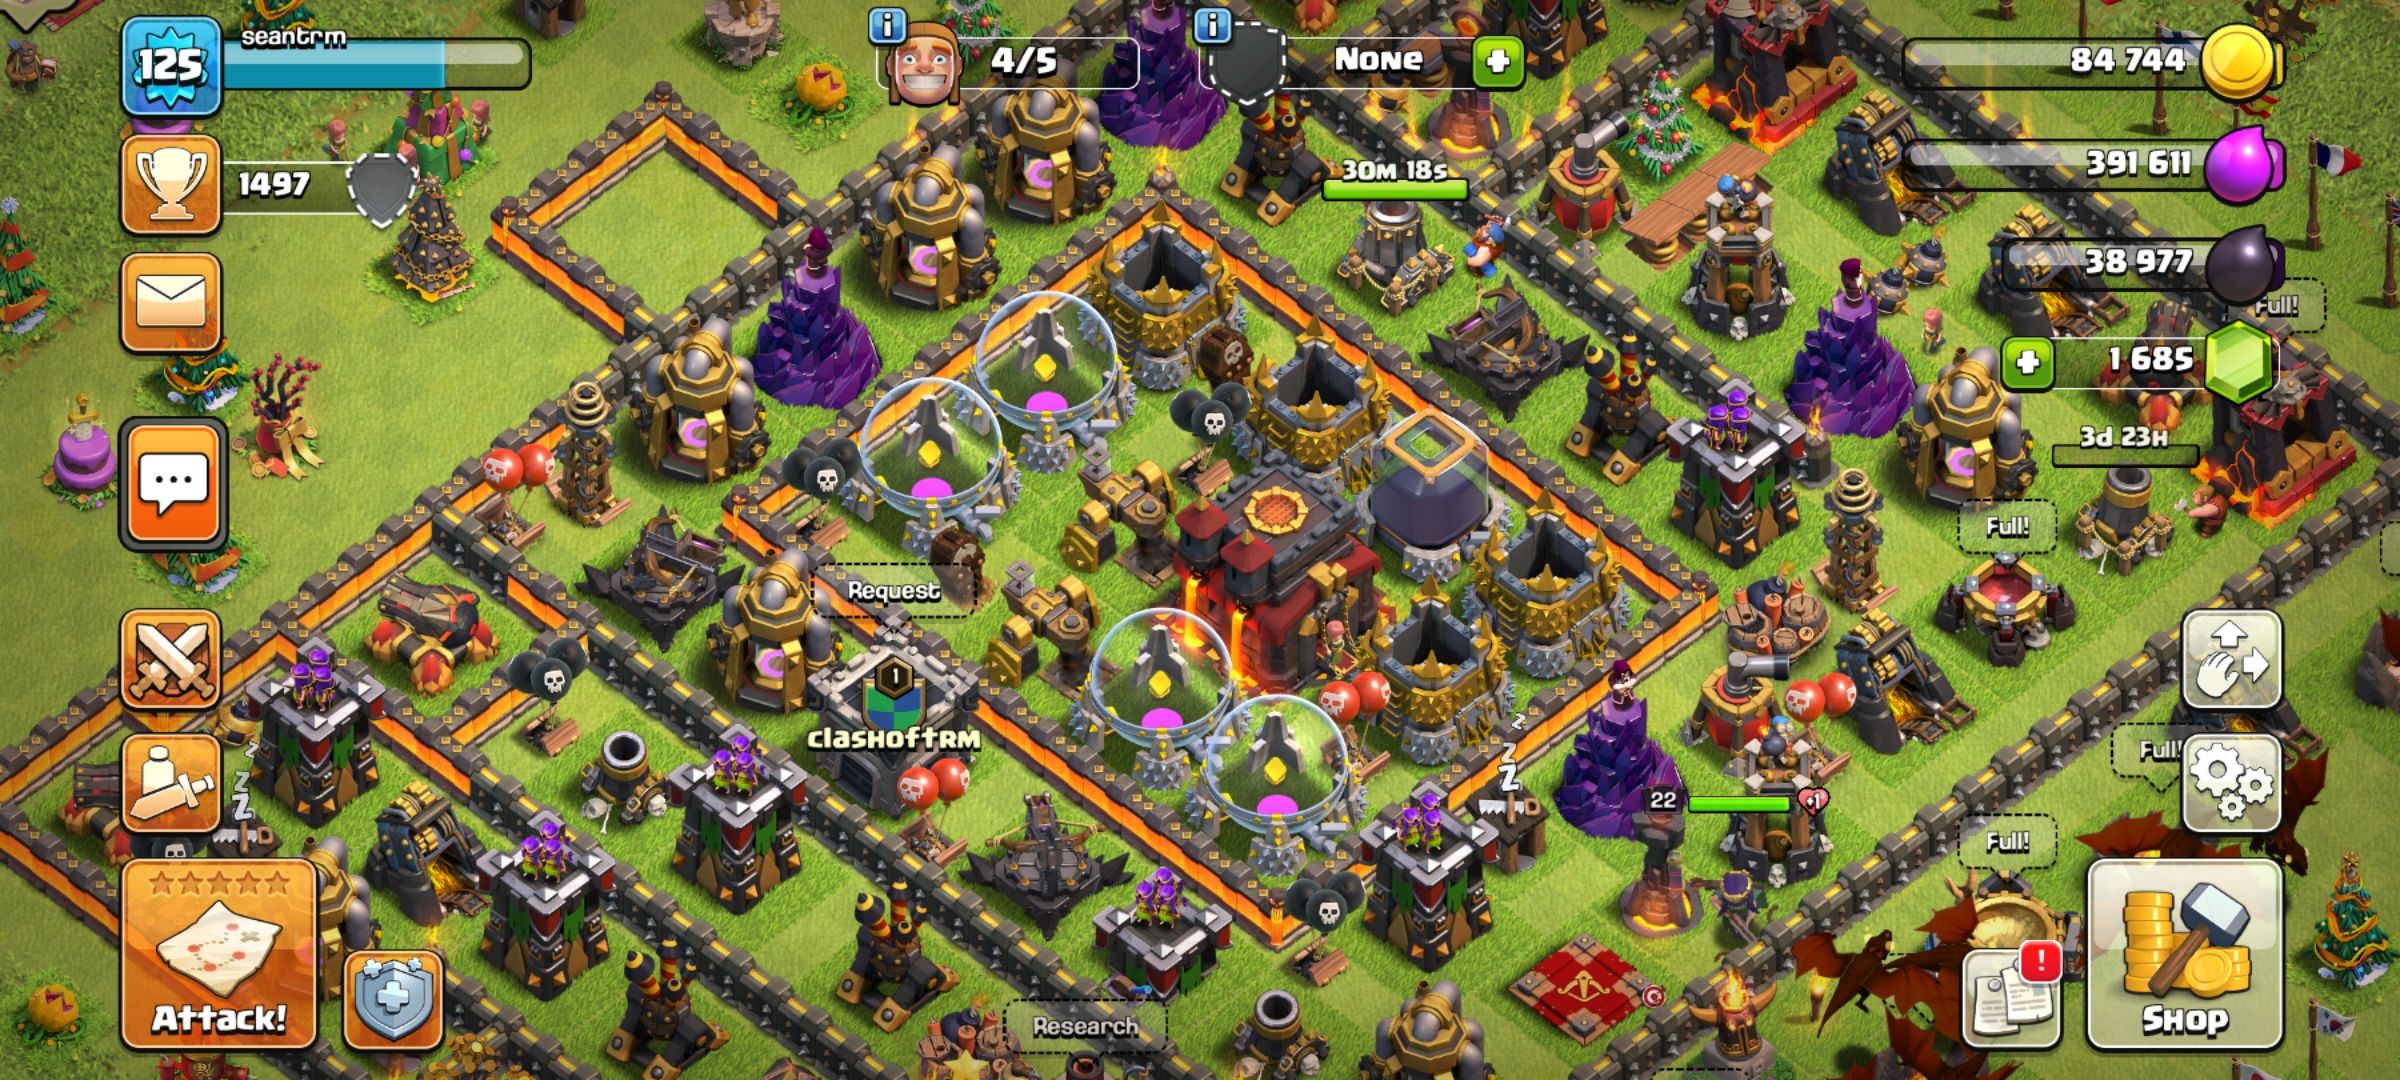 125
seantrm
4/5
None
84 744
1497
30m 18s
391 611
38 977
Full!
1 685
3d 23h
Full!
Request
1
clashoftrm
z
z
Z
z
z
Z
Full!
22
+1
Full!
Attack!
Research
!
Shop